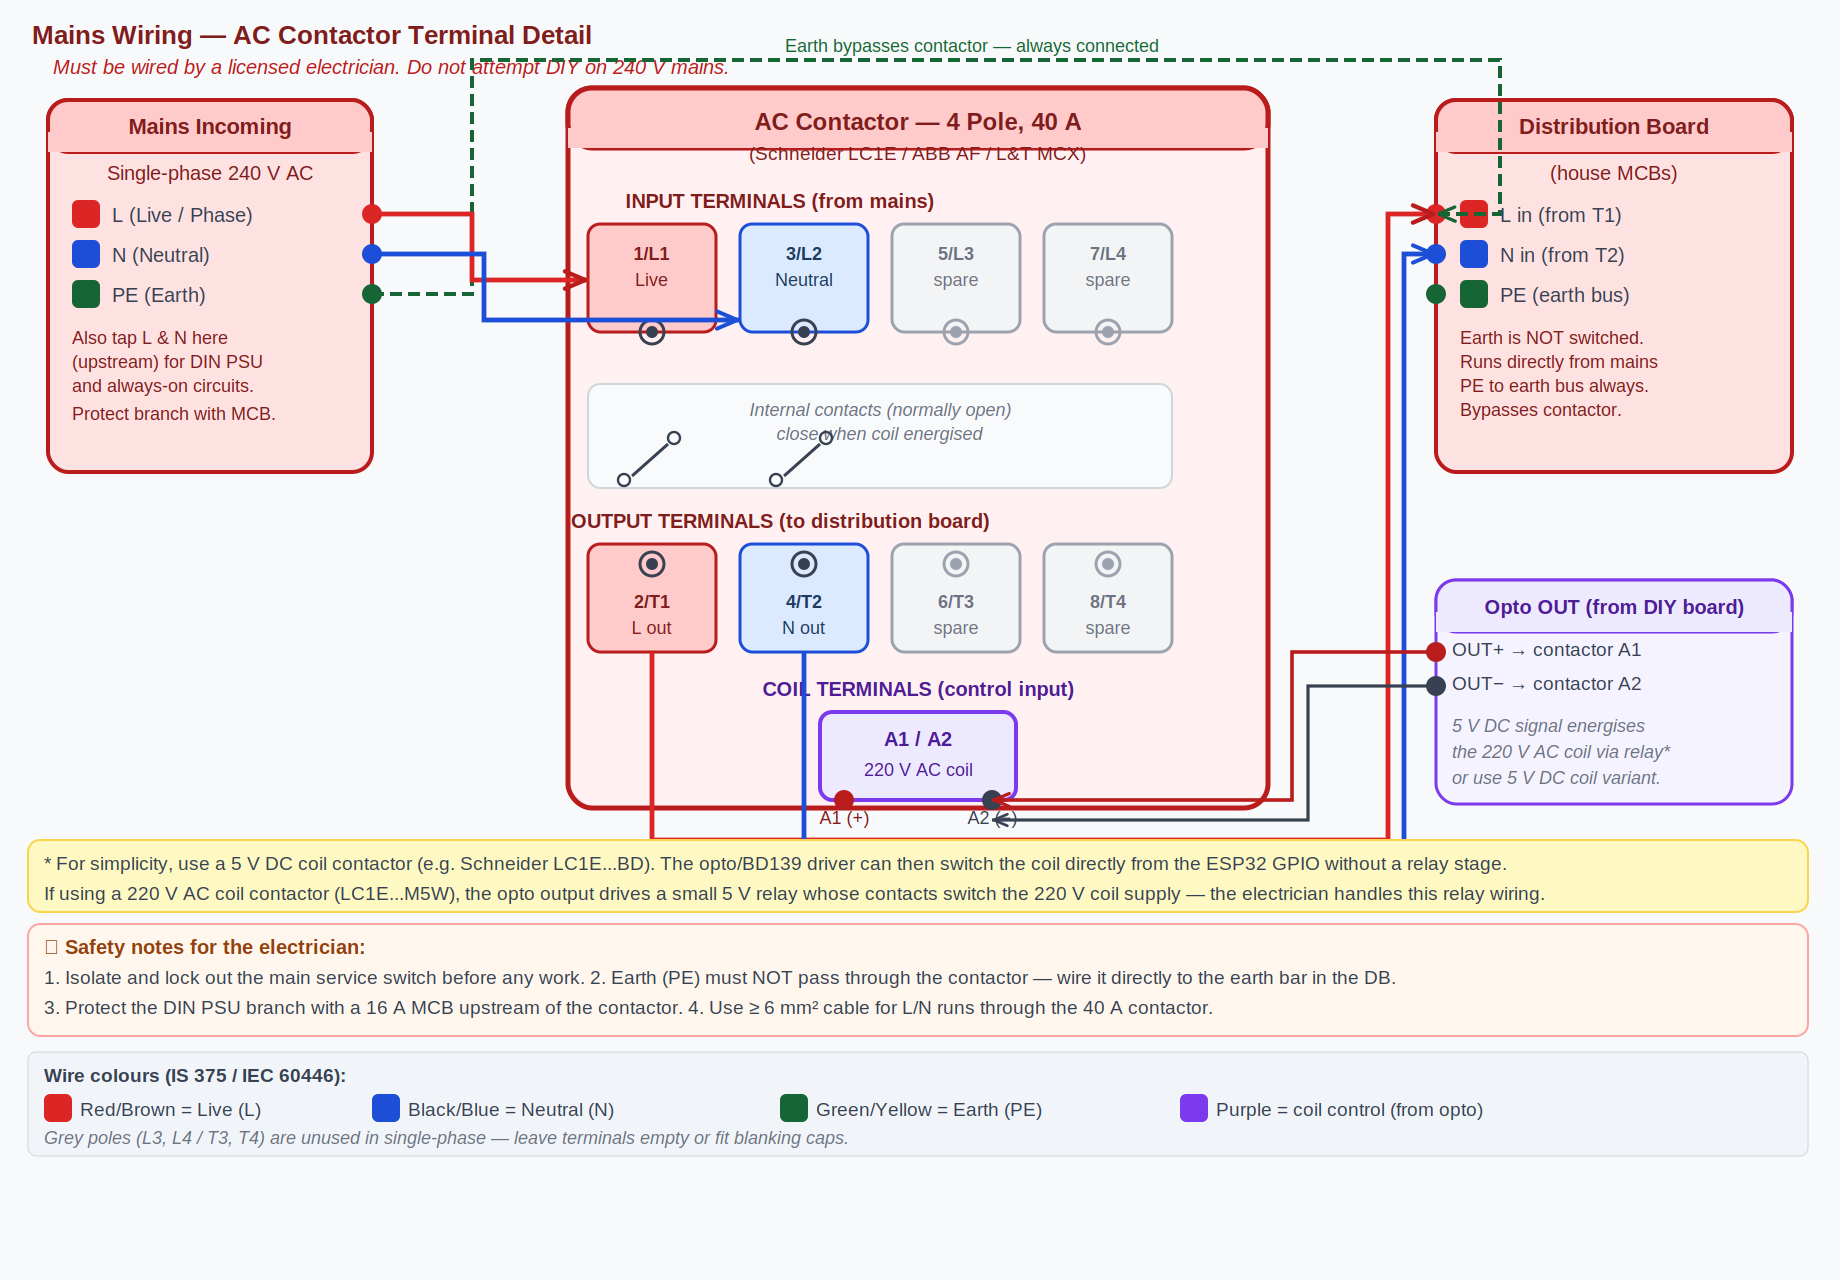 Mains Wiring — AC Contactor Terminal Detail
Must be wired by a licensed electrician. Do not attempt DIY on 240 V mains.
Earth bypasses contactor — always connected
Mains Incoming
Single-phase 240 V AC
L (Live / Phase)
N (Neutral)
PE (Earth)
Also tap L & N here
(upstream) for DIN PSU
and always-on circuits.
Protect branch with MCB.
AC Contactor — 4 Pole, 40 A
(Schneider LC1E / ABB AF / L&T MCX)
INPUT TERMINALS (from mains)
1/L1
Live
3/L2
Neutral
5/L3
spare
7/L4
spare
Internal contacts (normally open)
close when coil energised
OUTPUT TERMINALS (to distribution board)
2/T1
L out
4/T2
N out
6/T3
spare
8/T4
spare
COIL TERMINALS (control input)
A1 / A2
220 V AC coil
A1 (+)
A2 (−)
Distribution Board
(house MCBs)
L in (from T1)
N in (from T2)
PE (earth bus)
Earth is NOT switched.
Runs directly from mains
PE to earth bus always.
Bypasses contactor.
Opto OUT (from DIY board)
OUT+ → contactor A1
OUT− → contactor A2
5 V DC signal energises
the 220 V AC coil via relay*
or use 5 V DC coil variant.
* For simplicity, use a 5 V DC coil contactor (e.g. Schneider LC1E...BD). The opto/BD139 driver can then switch the coil directly from the ESP32 GPIO without a relay stage.
If using a 220 V AC coil contactor (LC1E...M5W), the opto output drives a small 5 V relay whose contacts switch the 220 V coil supply — the electrician handles this relay wiring.
Safety notes for the electrician:
1. Isolate and lock out the main service switch before any work. 2. Earth (PE) must NOT pass through the contactor — wire it directly to the earth bar in the DB.
3. Protect the DIN PSU branch with a 16 A MCB upstream of the contactor. 4. Use ≥ 6 mm² cable for L/N runs through the 40 A contactor.
Wire colours (IS 375 / IEC 60446):
Red/Brown = Live (L)
Black/Blue = Neutral (N)
Green/Yellow = Earth (PE)
Purple = coil control (from opto)
Grey poles (L3, L4 / T3, T4) are unused in single-phase — leave terminals empty or fit blanking caps.